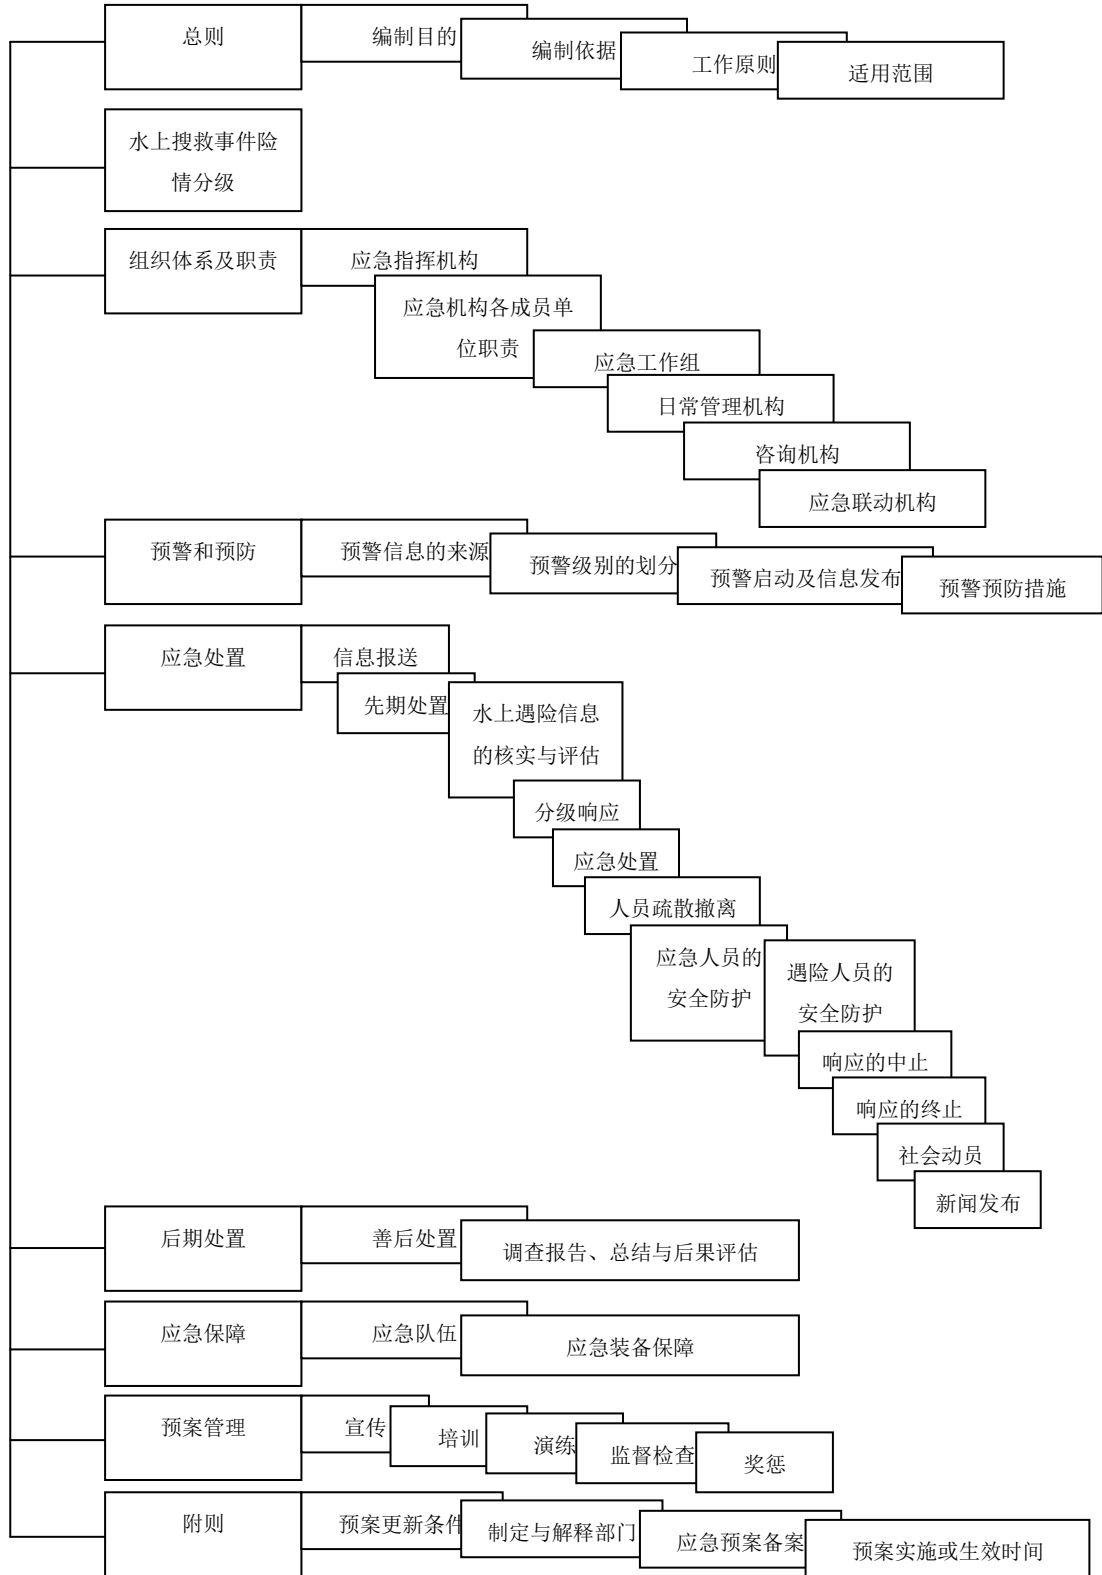 总则
编制目的
编制依据
工作原则
适用范围
水上搜救事件险
情分级
组织体系及职责
应急指挥机构
应急机构各成员单
位职责
应急工作组
日常管理机构
咨询机构
应急联动机构
预警和预防
预警信息的来源
预警级别的划分
预警启动及信息发布
预警预防措施
应急处置
信息报送
先期处置
水上遇险信息
的核实与评估
分级响应
应急处置
人员疏散撤离
应急人员的
安全防护
遇险人员的
安全防护
响应的中止
响应的终止
社会动员
新闻发布
后期处置
善后处置
调查报告、总结与后果评估
应急保障
应急队伍
应急装备保障
预案管理
宣传
培训
演练
监督检查
奖惩
附则
预案更新条件
制定与解释部门
应急预案备案
预案实施或生效时间